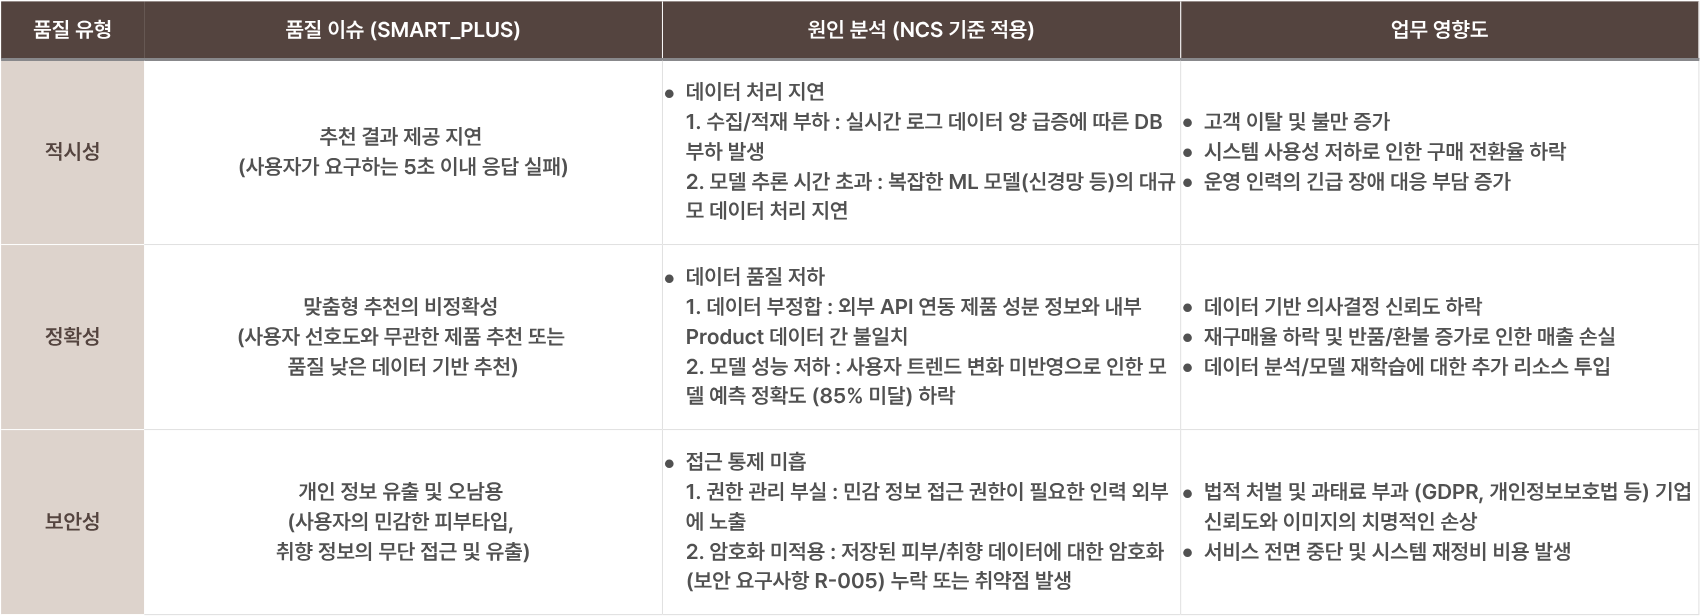 품질 유형
품질 이슈 (SMART_PLUS)
원인 분석 (NCS 기준 적용)
업무 영향도
적시성
추천 결과 제공 지연
(사용자가 요구하는 5초 이내 응답 실패)
● 데이터 처리 지연
1. 수집/적재 부하 : 실시간 로그 데이터 양 급증에 따른 DB
부하 발생
2. 모델 추론 시간 초과 : 복잡한 ML 모델(신경망 등)의 대규
모 데이터 처리 지연
● 고객 이탈 및 불만 증가
● 시스템 사용성 저하로 인한 구매 전환율 하락
● 운영 인력의 긴급 장애 대응 부담 증가
정확성
맞춤형 추천의 비정확성
(사용자 선호도와 무관한 제품 추천 또는
품질 낮은 데이터 기반 추천)
● 데이터 품질 저하
1. 데이터 부정합 : 외부 API 연동 제품 성분 정보와 내부
Product 데이터 간 불일치
2. 모델 성능 저하 : 사용자 트렌드 변화 미반영으로 인한 모
델 예측 정확도 (85% 미달) 하락
● 데이터 기반 의사결정 신뢰도 하락
● 재구매율 하락 및 반품/환불 증가로 인한 매출 손실
● 데이터 분석/모델 재학습에 대한 추가 리소스 투입
보안성
개인 정보 유출 및 오남용
(사용자의 민감한 피부타입,
취향 정보의 무단 접근 및 유출)
● 접근 통제 미흡
1. 권한 관리 부실 : 민감 정보 접근 권한이 필요한 인력 외부
에 노출
2. 암호화 미적용 : 저장된 피부/취향 데이터에 대한 암호화
(보안 요구사항 R-005) 누락 또는 취약점 발생
● 법적 처벌 및 과태료 부과 (GDPR, 개인정보보호법 등) 기업
신뢰도와 이미지의 치명적인 손상
● 서비스 전면 중단 및 시스템 재정비 비용 발생